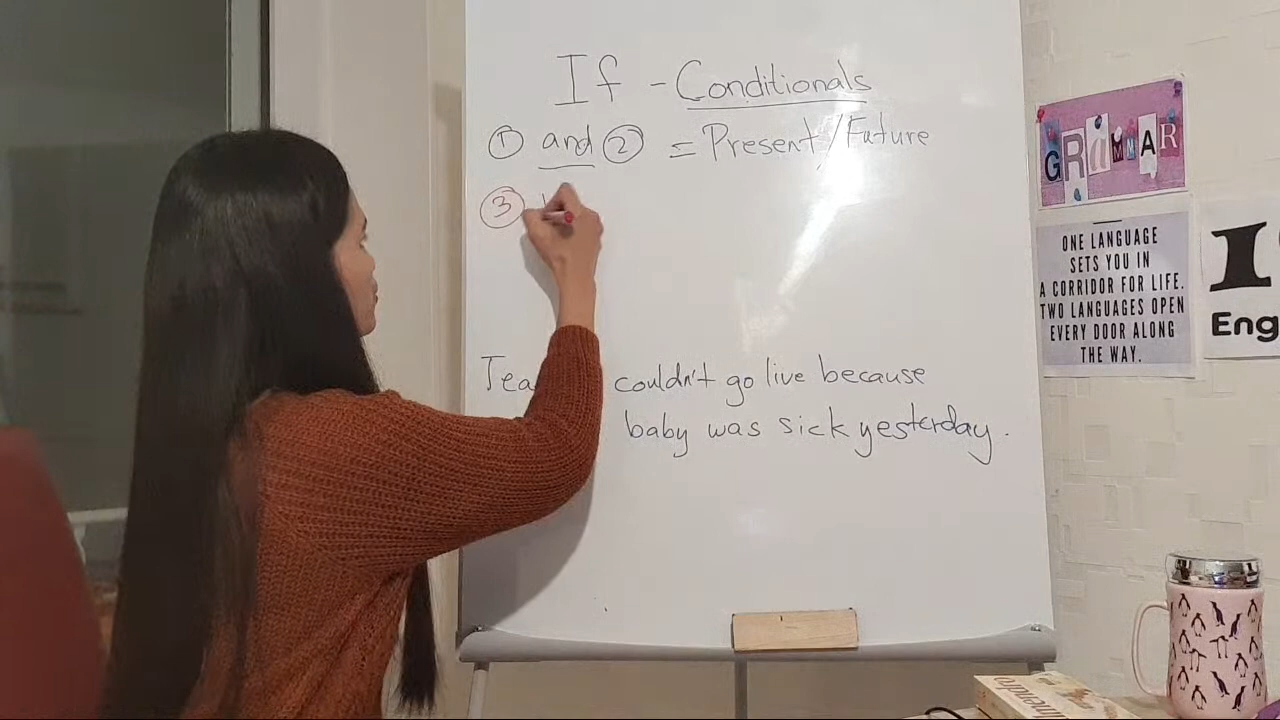 If - Conditionals
① and ② = Present/Future
③
couldn't go live because
baby was sick yesterday.
GRAMMAR
ONE LANGUAGE
SETS YOU IN
A CORRIDOR FOR LIFE.
TWO LANGUAGES OPEN
EVERY DOOR ALONG
THE WAY.
Eng